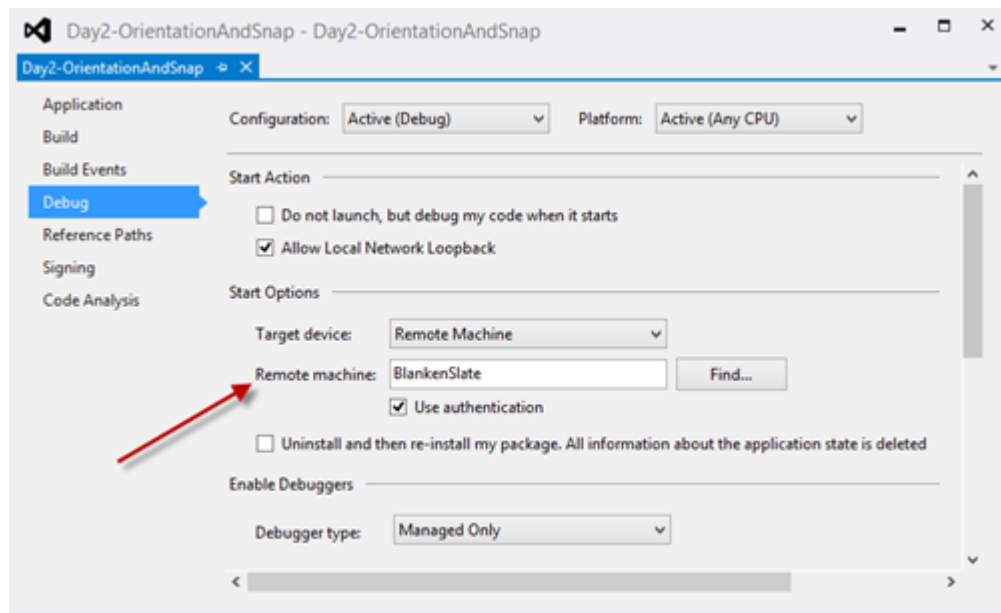 Day2-OrientationAndSnap - Day2-OrientationAndSnap
Day2-OrientationAndSnap
Application
Build
Build Events
Debug
Reference Paths
Signing
Code Analysis
Configuration: Active (Debug) Platform: Active (Any CPU)
Start Action
Do not launch, but debug my code when it starts
Allow Local Network Loopback
Start Options
Target device: Remote Machine
Remote machine: BlankenSlate Find...
Use authentication
Uninstall and then re-install my package. All information about the application state is deleted
Enable Debuggers
Debugger type: Managed Only